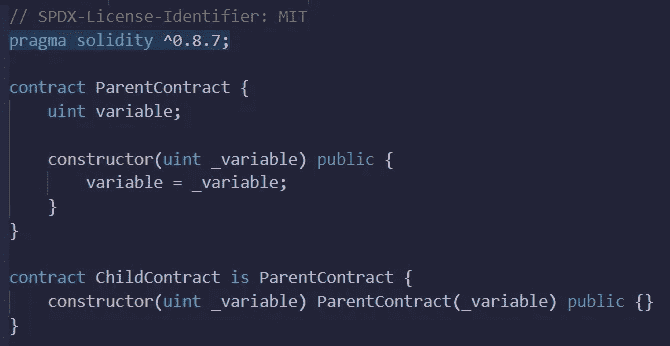 // SPDX-License-Identifier: MIT
pragma solidity ^0.8.7;
contract ParentContract {
uint variable;
constructor(uint _variable) public {
variable = _variable;
}
}
contract ChildContract is ParentContract {
constructor(uint _variable) ParentContract(_variable) public {}
}